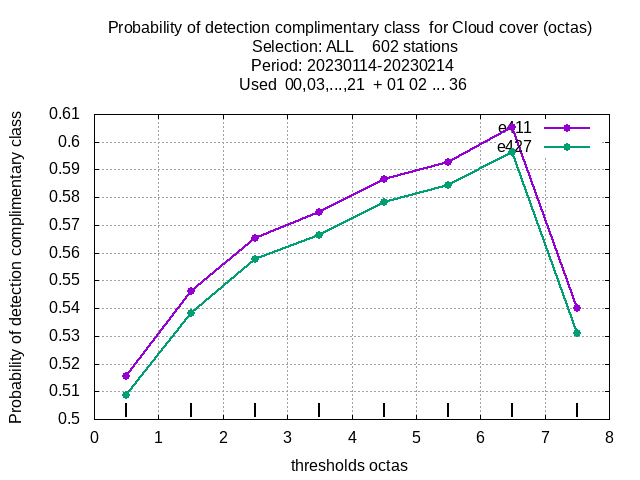 Probability of detection complimentary class  for Cloud cover (octas)
Selection: ALL    602 stations
Period: 20230114-20230214
Used  00,03,...,21  + 01 02 ... 36
Probability of detection complimentary class
0.61
0.6
0.59
0.58
0.57
0.56
0.55
0.54
0.53
0.52
0.51
0.5
e411
e427
0 1 2 3 4 5 6 7 8
thresholds octas